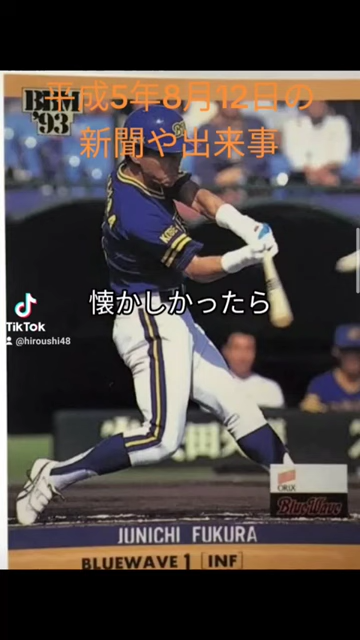 BBM
'93
平成5年8月12日の
新聞や出来事
懐かしかったら
TikTok
@hiroushi48
ORIX
BlueWave
JUNICHI FUKURA
BLUEWAVE 1 [INF]